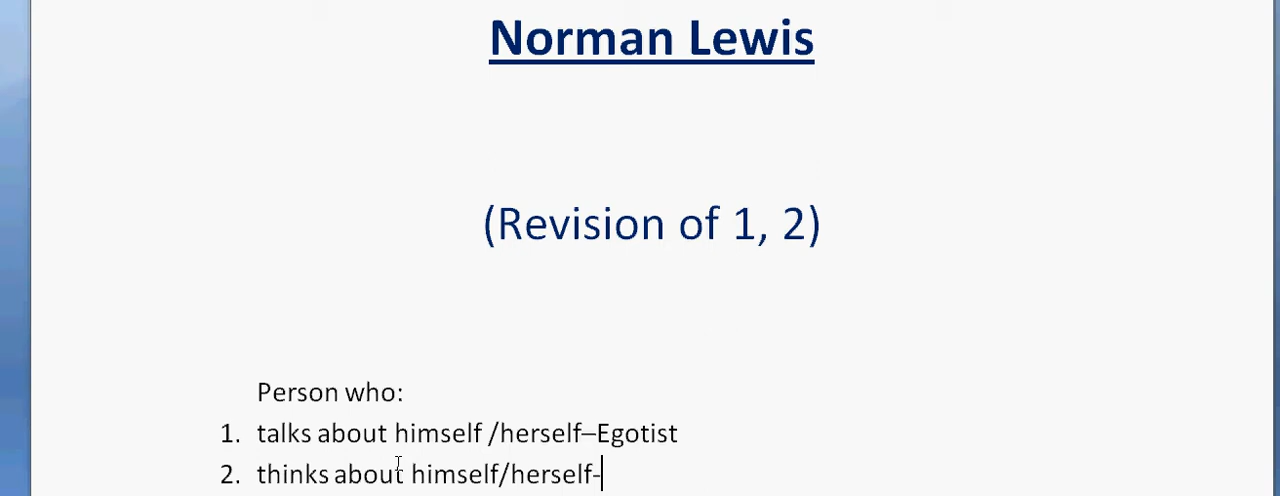 Norman Lewis
(Revision of 1, 2)
Person who:
1. talks about himself /herself–Egotist
2. thinks about himself/herself-